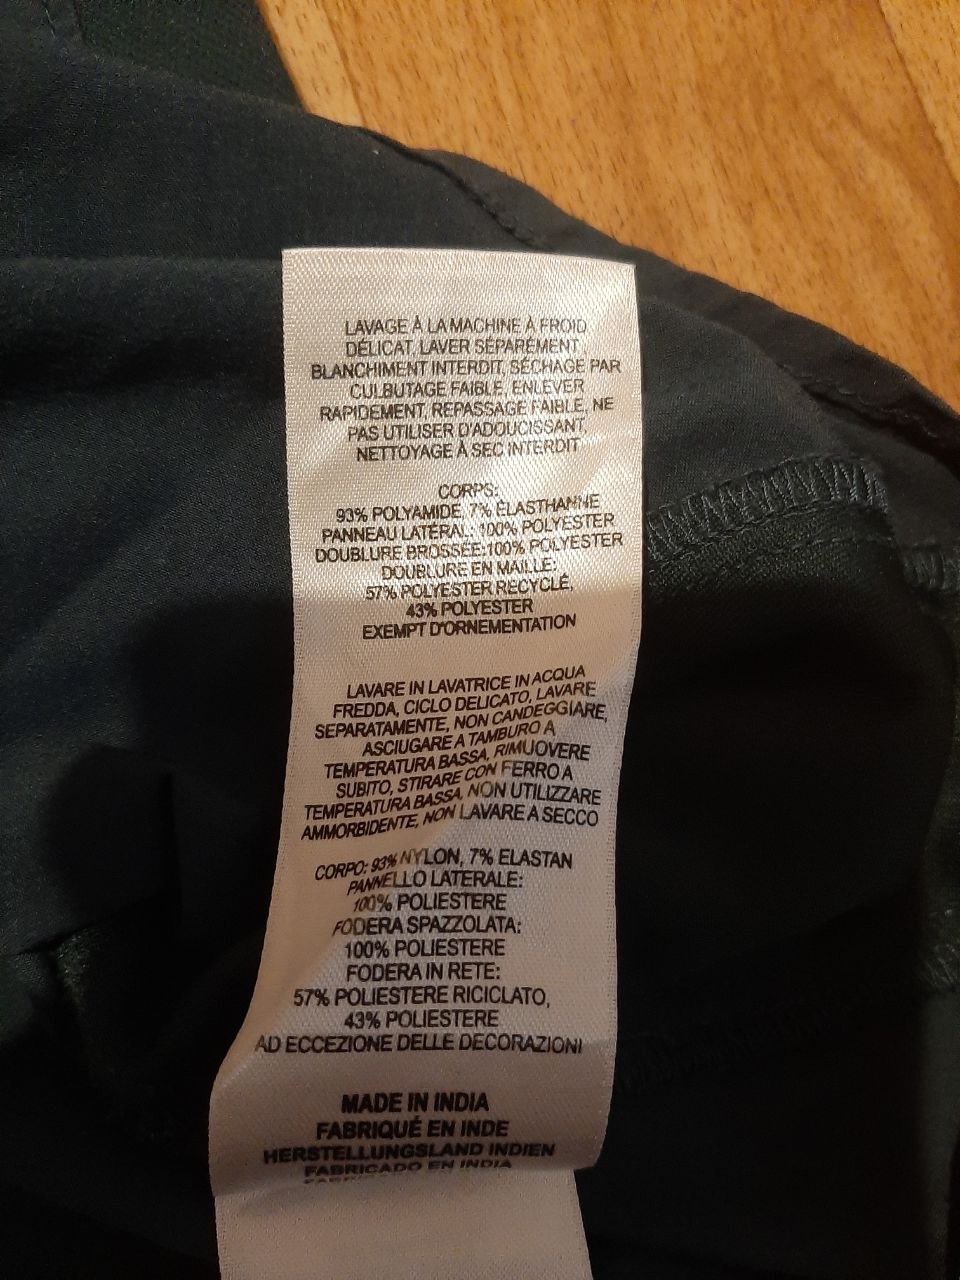 LAVAGE À LA MACHINE À FROID
DÉLICAT, LAVER SÉPARÉMENT
BLANCHIMENT INTERDIT, SÉCHAGE PAR
CULBUTAGE FAIBLE, ENLEVER
RAPIDEMENT, REPASSAGE FAIBLE, NE
PAS UTILISER D'ADOUCISSANT,
NETTOYAGE À SEC INTERDIT
CORPS:
93% POLYAMIDE, 7% ÉLASTHANNE
PANNEAU LATÉRAL: 100% POLYESTER
DOUBLURE BROSSÉE:100% POLYESTER
DOUBLURE EN MAILLE:
57% POLYESTER RECYCLÉ,
43% POLYESTER
EXEMPT D'ORNEMENTATION
LAVARE IN LAVATRICE IN ACQUA
FREDDA, CICLO DELICATO, LAVARE
SEPARATAMENTE, NON CANDEGGIARE,
ASCIUGARE A TAMBURO A
TEMPERATURA BASSA, RIMUOVERE
SUBITO, STIRARE CON FERRO A
TEMPERATURA BASSA, NON UTILIZZARE
AMMORBIDENTE, NON LAVARE A SECCO
CORPO: 93% NYLON, 7% ELASTAN
PANNELLO LATERALE:
100% POLIESTERE
FODERA SPAZZOLATA:
100% POLIESTERE
FODERA IN RETE:
57% POLIESTERE RICICLATO,
43% POLIESTERE
AD ECCEZIONE DELLE DECORAZIONI
MADE IN INDIA
FABRIQUÉ EN INDE
HERSTELLUNGSLAND INDIEN
FABRICADO EN INDIA